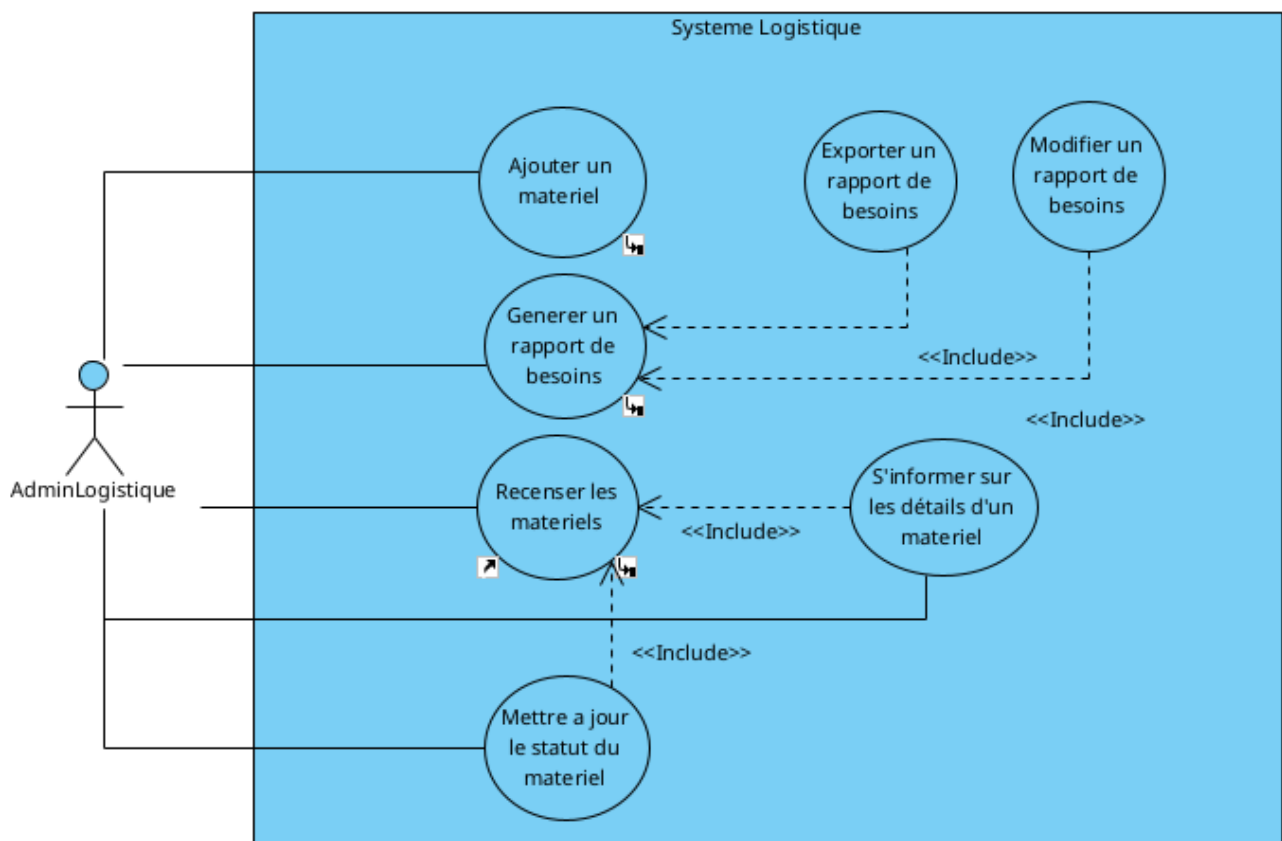 Systeme Logistique
Ajouter un
materiel
Exporter un
rapport de
besoins
Modifier un
rapport de
besoins
Generer un
rapport de
besoins
<<Include>>
<<Include>>
AdminLogistique
Recenser les
materiels
<<Include>>
S'informer sur
les détails d'un
materiel
<<Include>>
Mettre a jour
le statut du
materiel